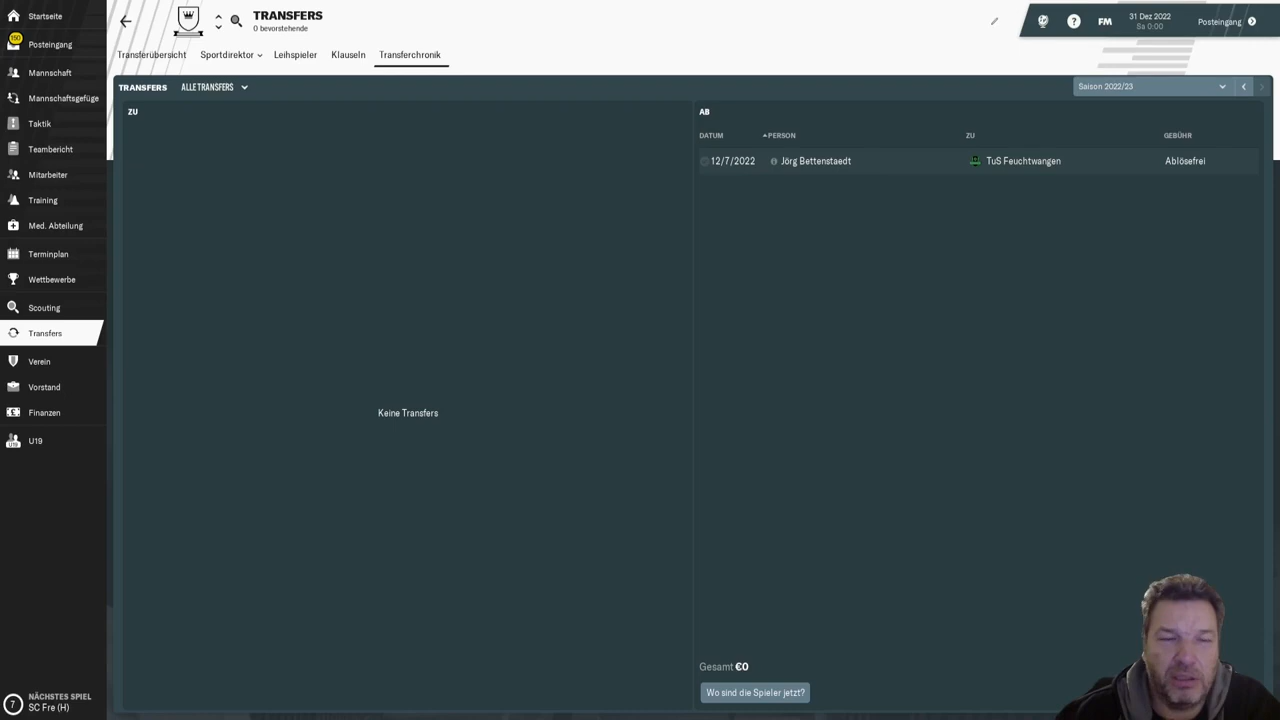 Startseite
150
Posteingang
Mannschaft
Mannschaftsgefüge
Taktik
Teambericht
Mitarbeiter
Training
Med. Abteilung
Terminplan
Wettbewerbe
Scouting
Transfers
Verein
Vorstand
Finanzen
U19
U19
7
NÄCHSTES SPIEL
SC Fre (H)
TRANSFERS
0 bevorstehende
?
FM
31 Dez 2022
Sa 0:00
Posteingang
Transferübersicht
Sportdirektor
Leihspieler
Klauseln
Transferchronik
TRANSFERS
ALLE TRANSFERS
Saison 2022/23
ZU
Keine Transfers
AB
DATUM
PERSON
ZU
GEBÜHR
12/7/2022
Jörg Bettenstaedt
TuS Feuchtwangen
Ablösefrei
Gesamt €0
Wo sind die Spieler jetzt?